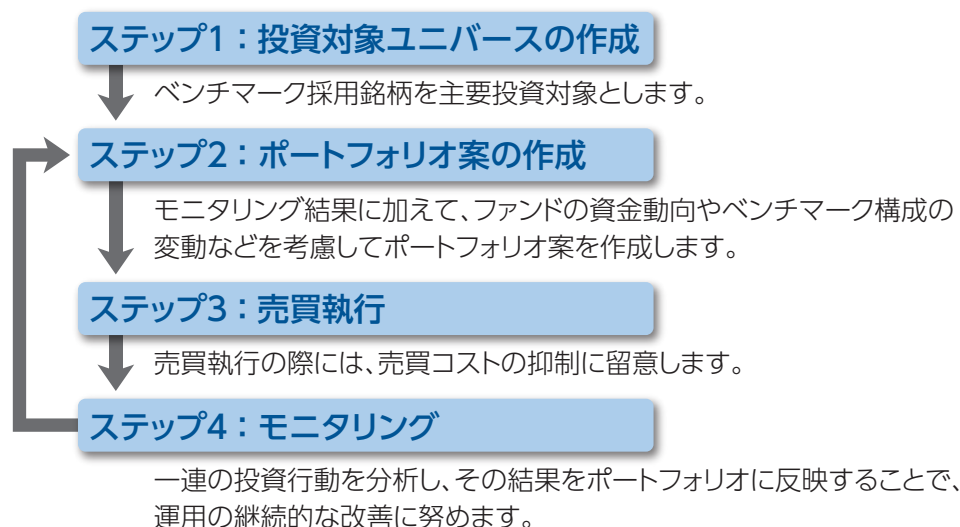 ステップ1：投資対象ユニバースの作成
ベンチマーク採用銘柄を主要投資対象とします。
ステップ2：ポートフォリオ案の作成
モニタリング結果に加えて、ファンドの資金動向やベンチマーク構成の
変動などを考慮してポートフォリオ案を作成します。
ステップ3：売買執行
売買執行の際には、売買コストの抑制に留意します。
ステップ4：モニタリング
一連の投資行動を分析し、その結果をポートフォリオに反映することで、
運用の継続的な改善に努めます。